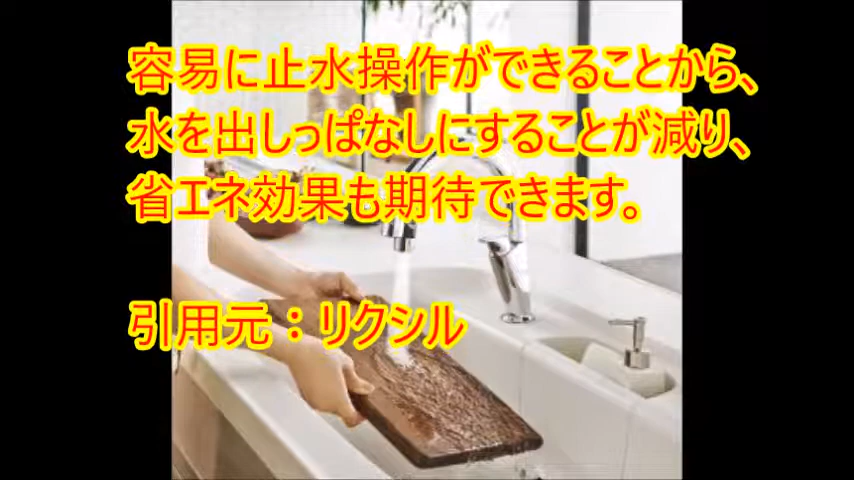 容易に止水操作ができることから、
水を出しっぱなしにすることが減り、
省エネ効果も期待できます。
引用元：リクシル